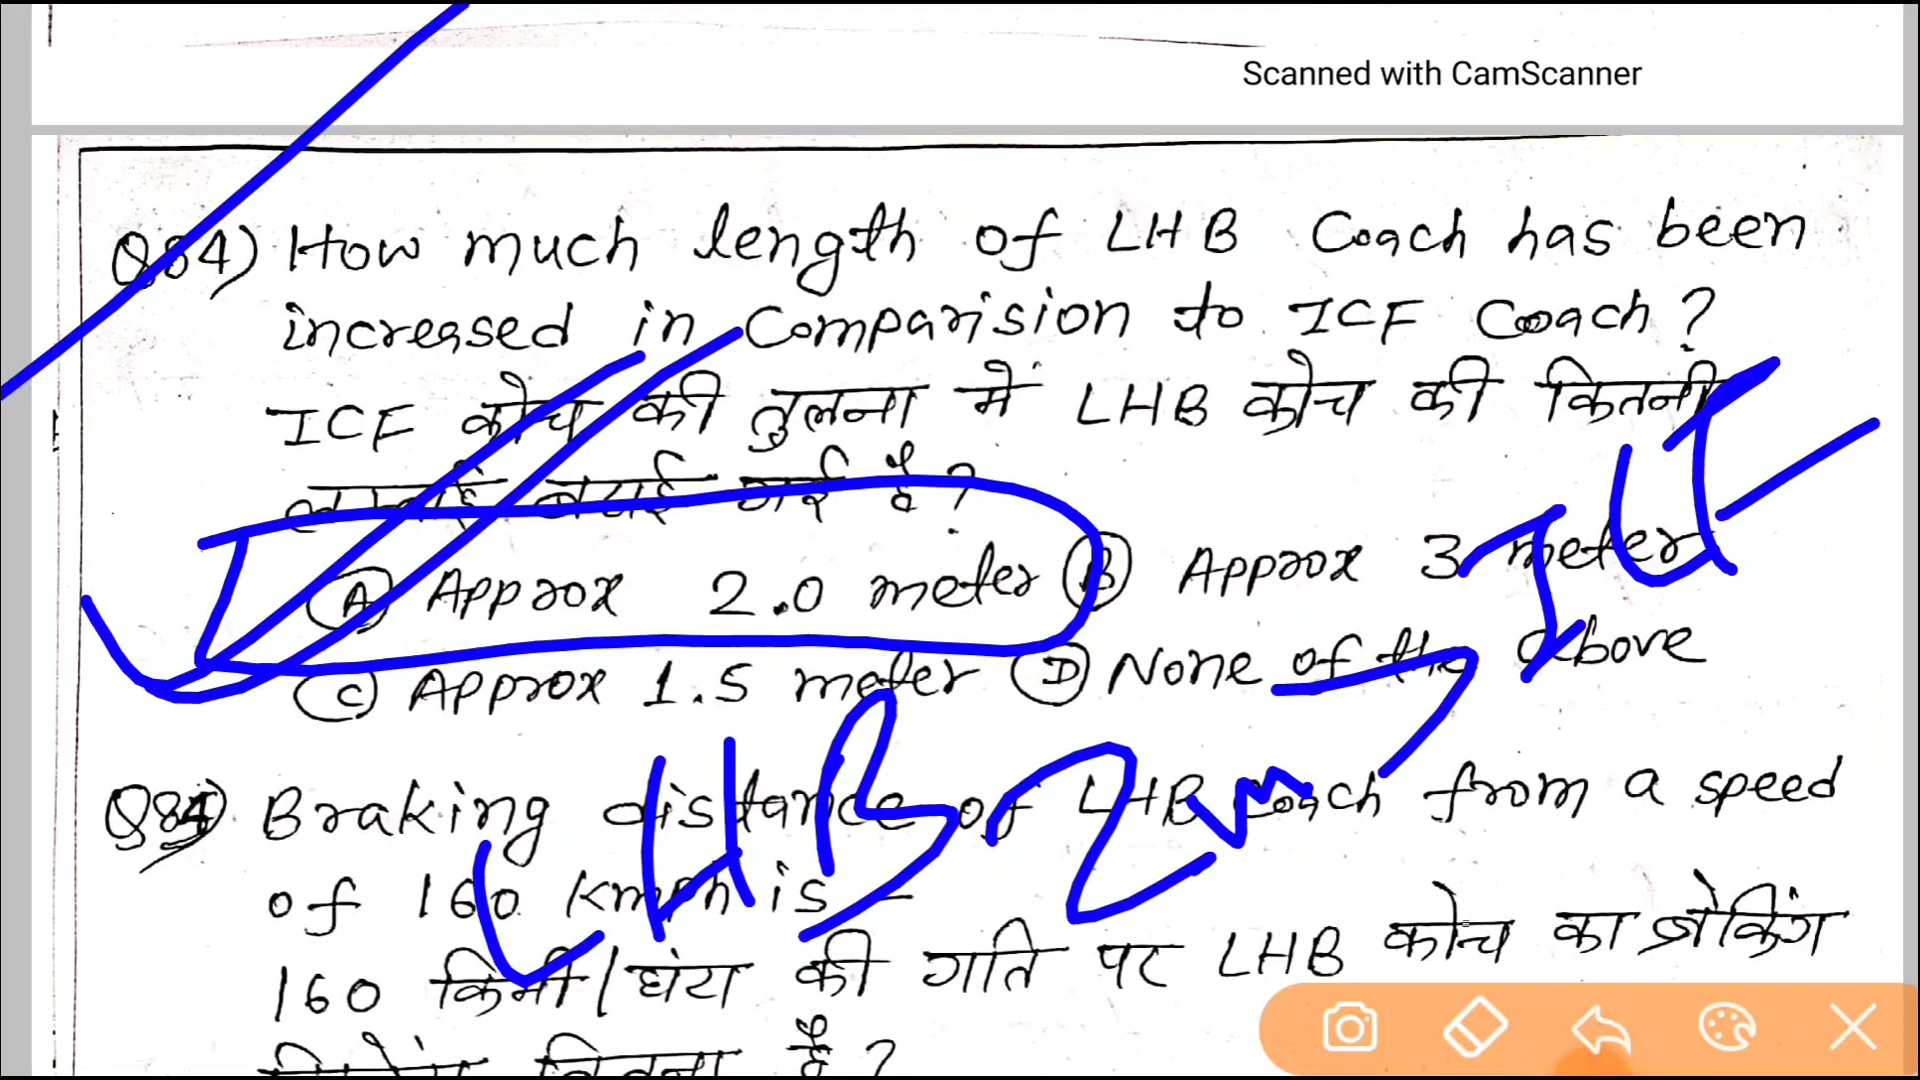 Scanned with CamScanner
Q84) How much length of LHB Coach has been
increased in Comparision to ICF Coach?
ICF कोच की तुलना में LHB कोच की कितनी
लम्बाई बढाई गई है?
(A) Approx 2.0 meter (B) Approx 3 meter
(C) Approx 1.5 meter (D) None of the above
LHB 2m
Braking distance of LHB Coach from a speed
of 160 Kmph is -
160 किमी/घंटा की गति पर LHB कोच का ब्रेकिंग
है?